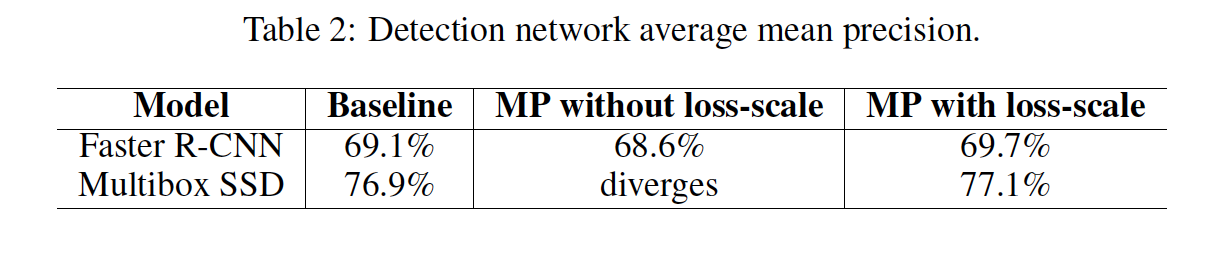 Table 2: Detection network average mean precision.
Model Baseline MP without loss-scale MP with loss-scale
Faster R-CNN 69.1% 68.6% 69.7%
Multibox SSD 76.9% diverges 77.1%